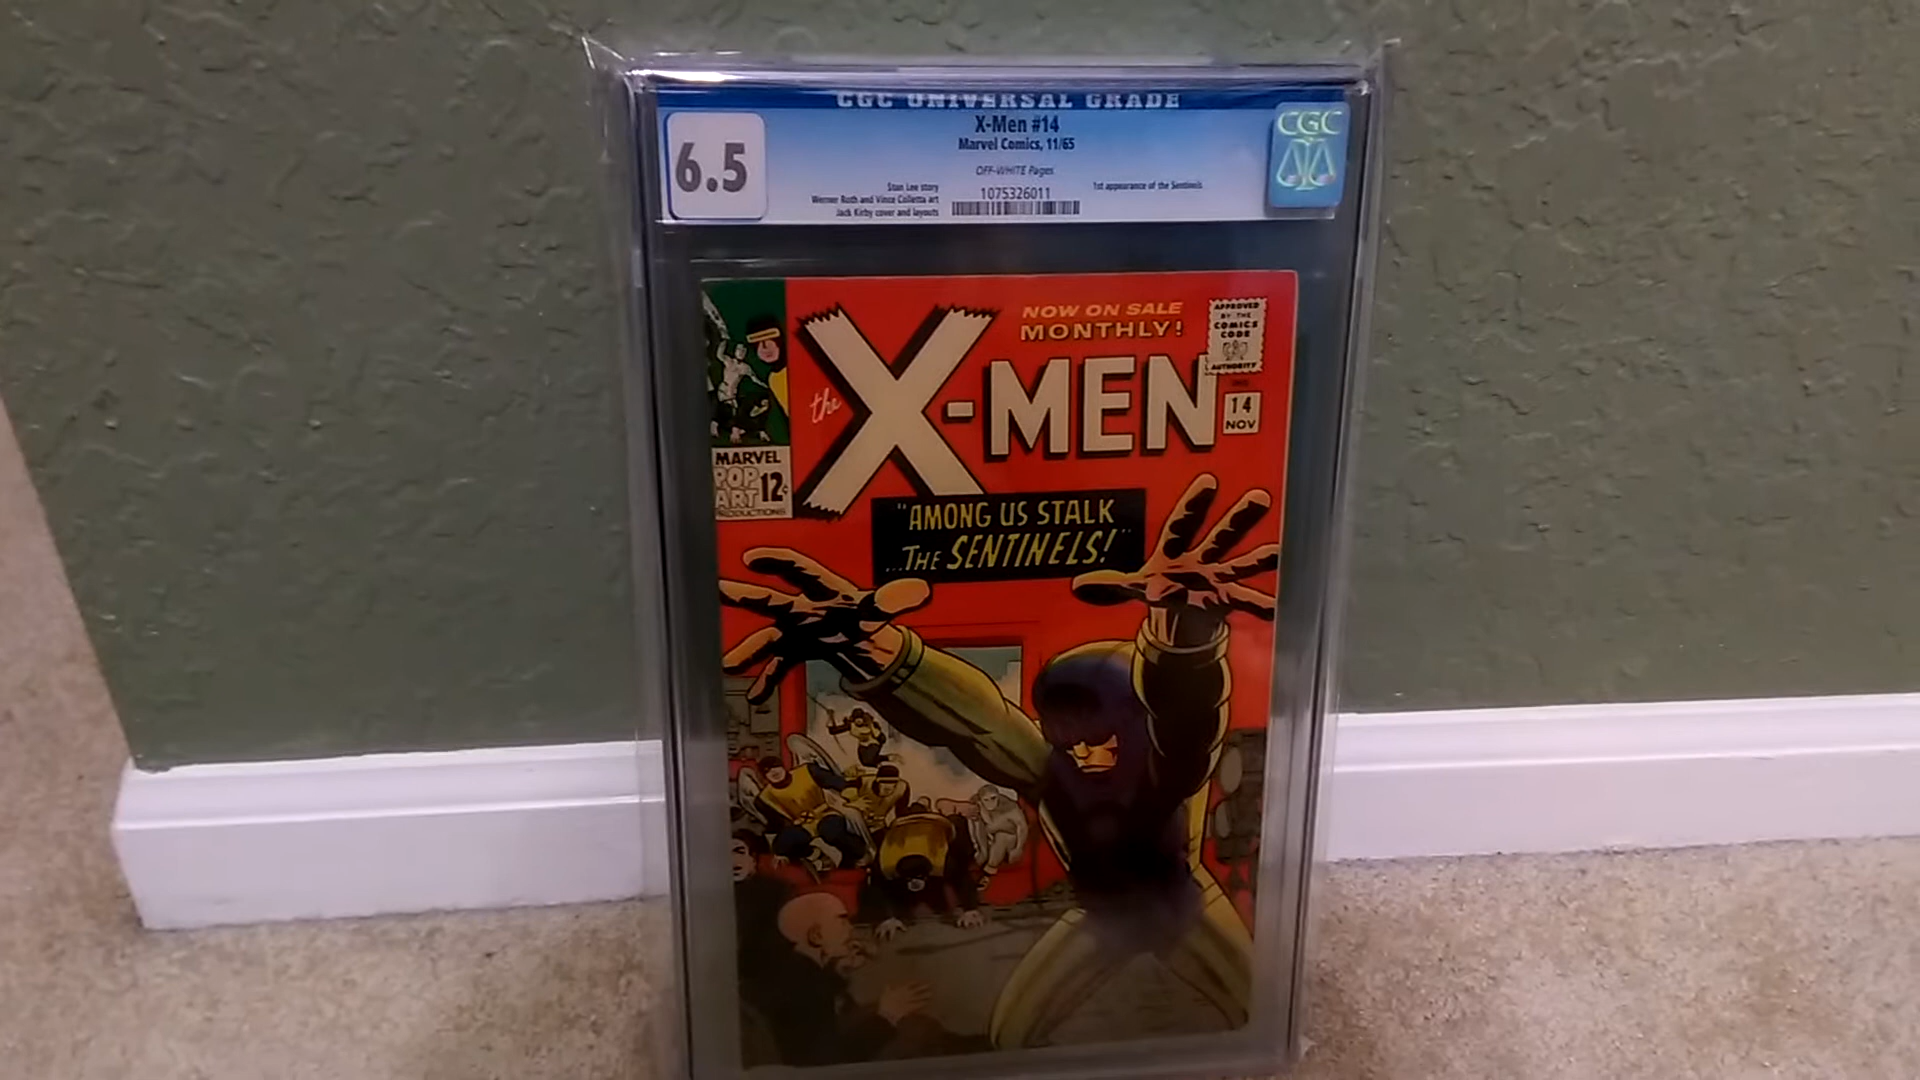 CGC UNIVERSAL GRADE
6.5
X-Men #14
Marvel Comics, 11/65
OFF-WHITE Pages
Stan Lee story
Werner Roth and Vince Colletta art
Jack Kirby cover and layouts
1075326011
1st appearance of the Sentinels
CGC
NOW ON SALE
MONTHLY!
APPROVED
BY THE
COMICS
CODE
AUTHORITY
the X-MEN
14
NOV
MARVEL
POP
ART
PRODUCTIONS
12¢
"AMONG US STALK
...THE SENTINELS!"